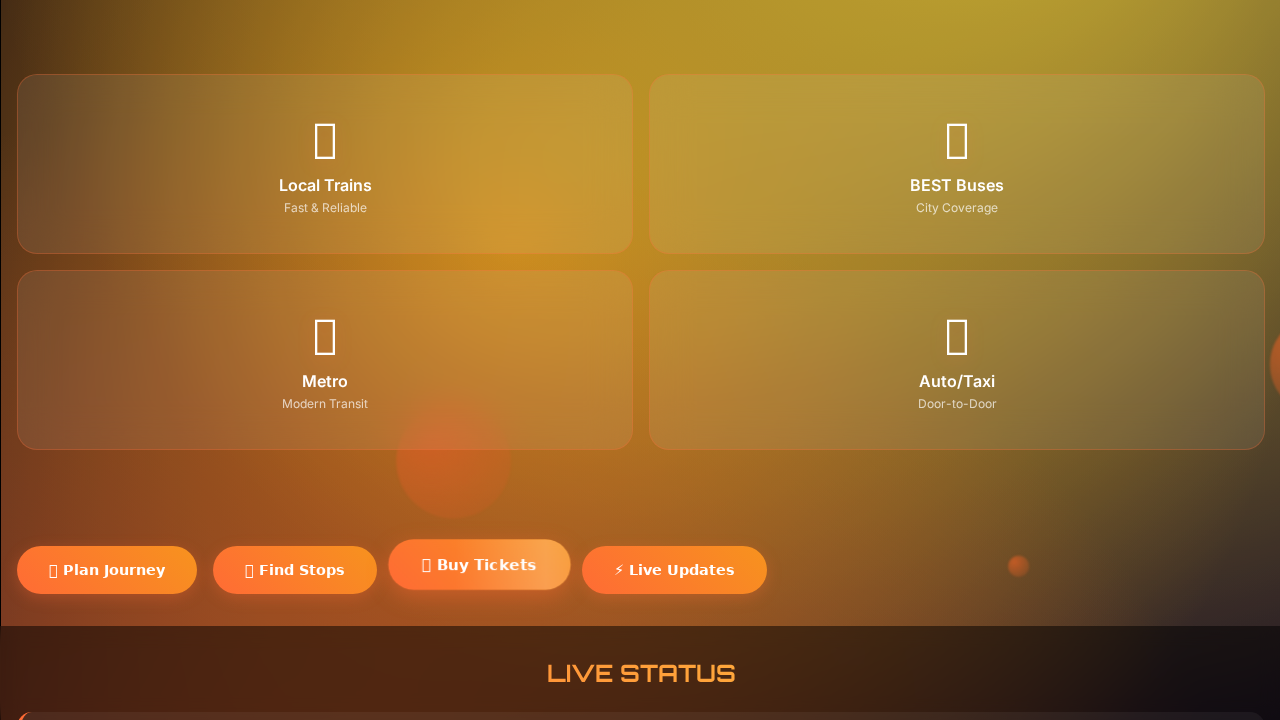 Local Trains
Fast & Reliable
BEST Buses
City Coverage
Metro
Modern Transit
Auto/Taxi
Door-to-Door
Plan Journey
Find Stops
Buy Tickets
⚡ Live Updates
LIVE STATUS